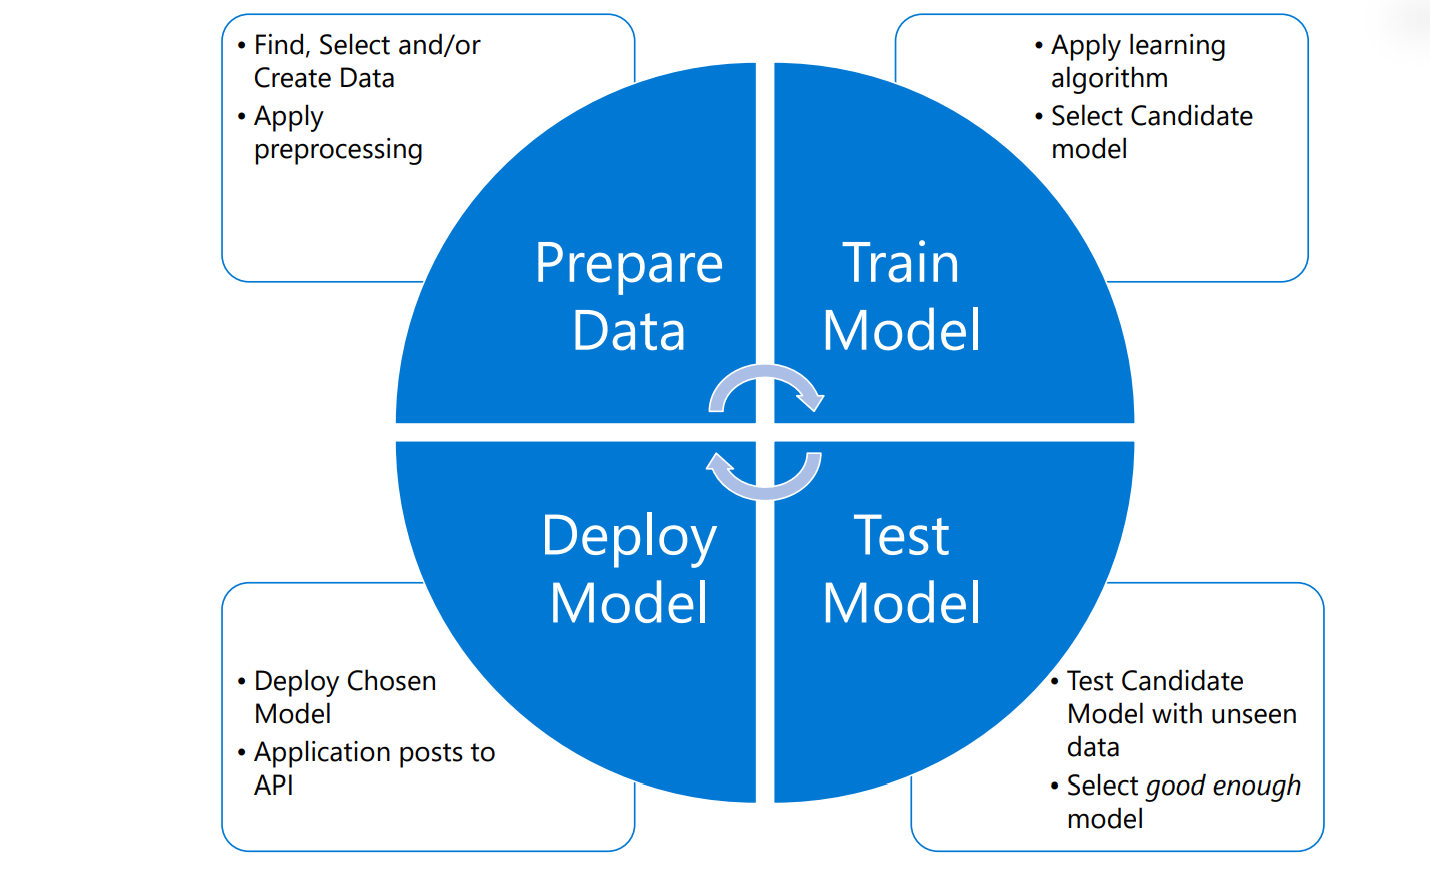 • Find, Select and/or
Create Data
• Apply
preprocessing
• Apply learning
algorithm
• Select Candidate
model
Prepare
Data
Train
Model
Deploy
Model
Test
Model
• Deploy Chosen
Model
• Application posts to
API
• Test Candidate
Model with unseen
data
• Select good enough
model